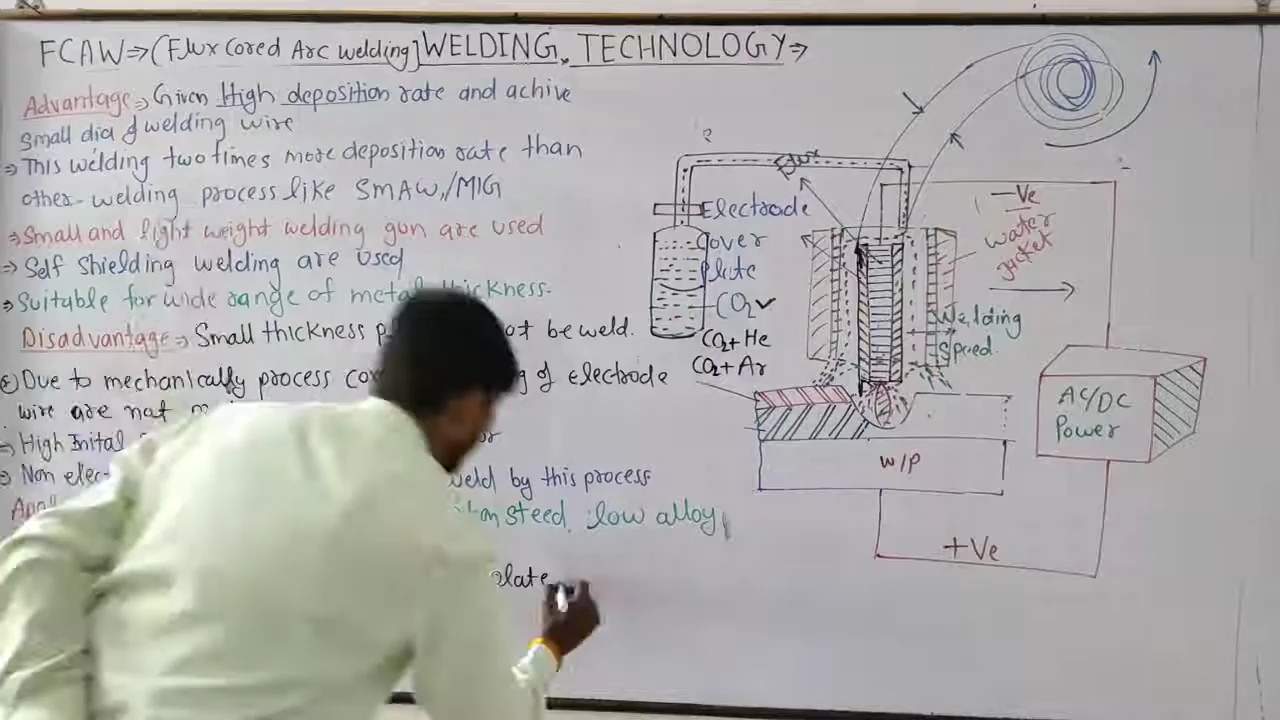 FCAW⇒(Flux Cored Arc welding] WELDING, TECHNOLOGY⇒
Advantage⇒ Given High deposition rate and achive
small dia of welding wire
⇒This welding two times more deposition rate than
other welding process like SMAW,/MIG
⇒Small and light weight welding gun are used
⇒ Self Shielding welding are used
⇒Suitable for wide range of metal thickness.
Disadvantage⇒ Small thickness ot be weld.
Due to mechanically process of electrode
wire are not
⇒ High Inital
⇒ Non elec- weld by this process
steed, low alloy,
plate
?
Flux
Electrode
cover
plate
CO₂✓
CO₂+He
CO₂+Ar
-Ve
water
jacket
Welding
Speed.
AC/DC
Power
W/P
+Ve